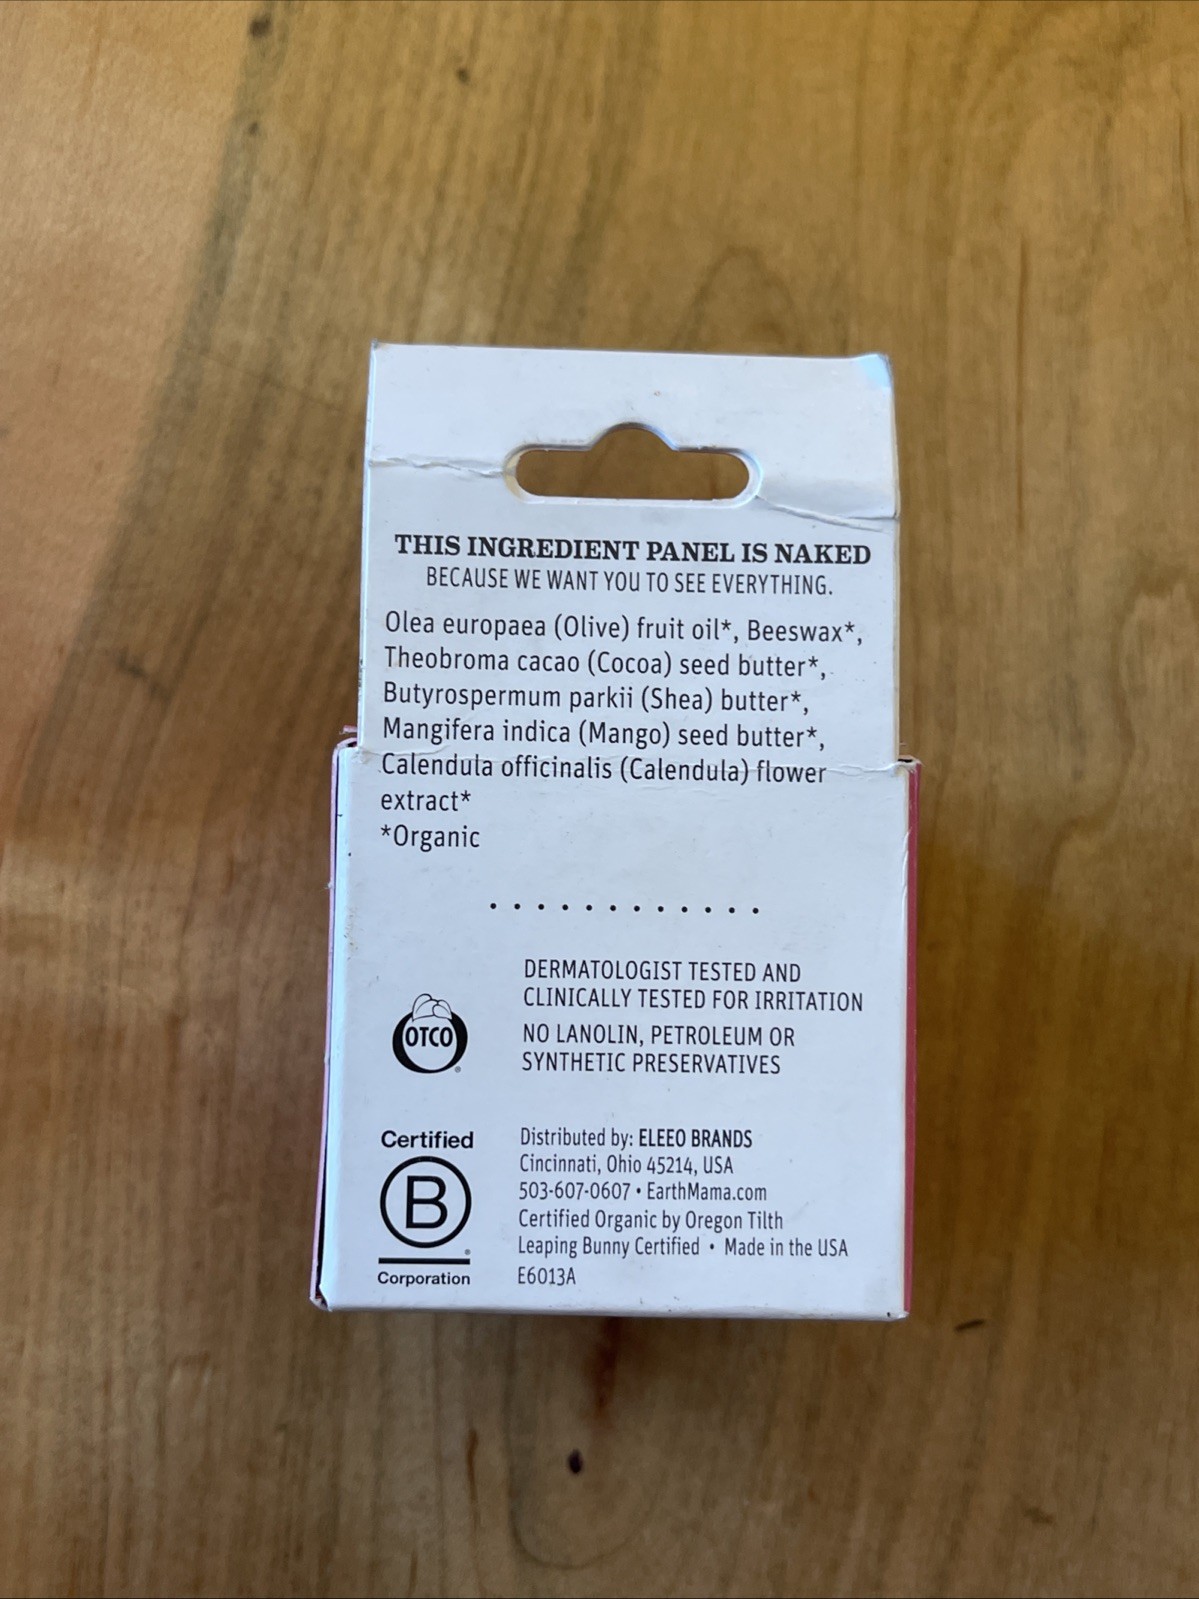 THIS INGREDIENT PANEL IS NAKED
BECAUSE WE WANT YOU TO SEE EVERYTHING.
Olea europaea (Olive) fruit oil*, Beeswax*,
Theobroma cacao (Cocoa) seed butter*,
Butyrospermum parkii (Shea) butter*,
Mangifera indica (Mango) seed butter*,
Calendula officinalis (Calendula) flower
extract*
*Organic
DERMATOLOGIST TESTED AND
CLINICALLY TESTED FOR IRRITATION
OTCO
®
NO LANOLIN, PETROLEUM OR
SYNTHETIC PRESERVATIVES
Certified
B
®
Corporation
Distributed by: ELEEO BRANDS
Cincinnati, Ohio 45214, USA
503-607-0607 • EarthMama.com
Certified Organic by Oregon Tilth
Leaping Bunny Certified • Made in the USA
E6013A